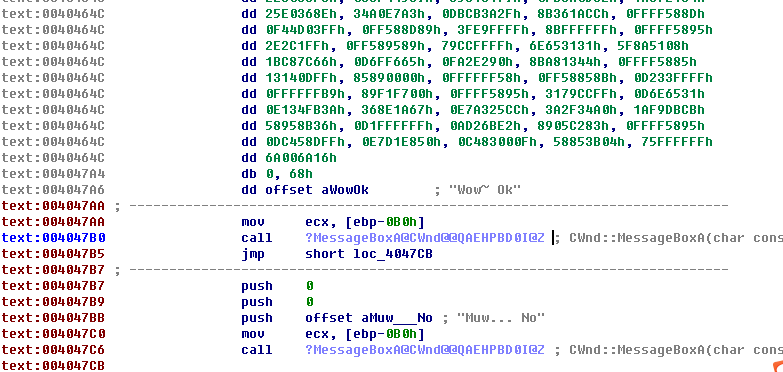 text:0040464C dd 25E0368Eh, 34A0E7A3h, 0DBCB3A2Fh, 8B361ACCh, 0FFFF588Dh
text:0040464C dd 0F44D03FFh, 0FF588D89h, 3FE9FFFFh, 8BFFFFFFh, 0FFFF5895h
text:0040464C dd 2E2C1FFh, 0FF589589h, 79CCFFFFh, 6E653131h, 5F8A5108h
text:0040464C dd 1BC87C66h, 0D6FF665h, 0FA2E290h, 8BA81344h, 0FFFF5885h
text:0040464C dd 13140DFFh, 85890000h, 0FFFFFF58h, 0FF58858Bh, 0D233FFFFh
text:0040464C dd 0FFFFFFB9h, 89F1F700h, 0FFFF5895h, 3179CCFFh, 0D6E6531h
text:0040464C dd 0E134FB3Ah, 368E1A67h, 0E7A325CCh, 3A2F34A0h, 1AF9DBCBh
text:0040464C dd 58958B36h, 0D1FFFFFFh, 0AD26BE2h, 8905C283h, 0FFFF5895h
text:0040464C dd 0DC458DFFh, 0E7D1E850h, 0C483000Fh, 58853B04h, 75FFFFFFh
text:0040464C dd 6A006A16h
text:004047A4 db 0, 68h
text:004047A6 dd offset aWowOk ; "Wow~ Ok"
text:004047AA ; ---------------------------------------------------------------------------
text:004047AA mov ecx, [ebp-0B0h]
text:004047B0 call ?MessageBoxA@CWnd@@QAEHPBD0I@Z ; CWnd::MessageBoxA(char cons
text:004047B5 jmp short loc_4047CB
text:004047B7 ; ---------------------------------------------------------------------------
text:004047B7 push 0
text:004047B9 push 0
text:004047BB push offset aMuw___No ; "Muw... No"
text:004047C0 mov ecx, [ebp-0B0h]
text:004047C6 call ?MessageBoxA@CWnd@@QAEHPBD0I@Z ; CWnd::MessageBoxA(char cons
text:004047CB